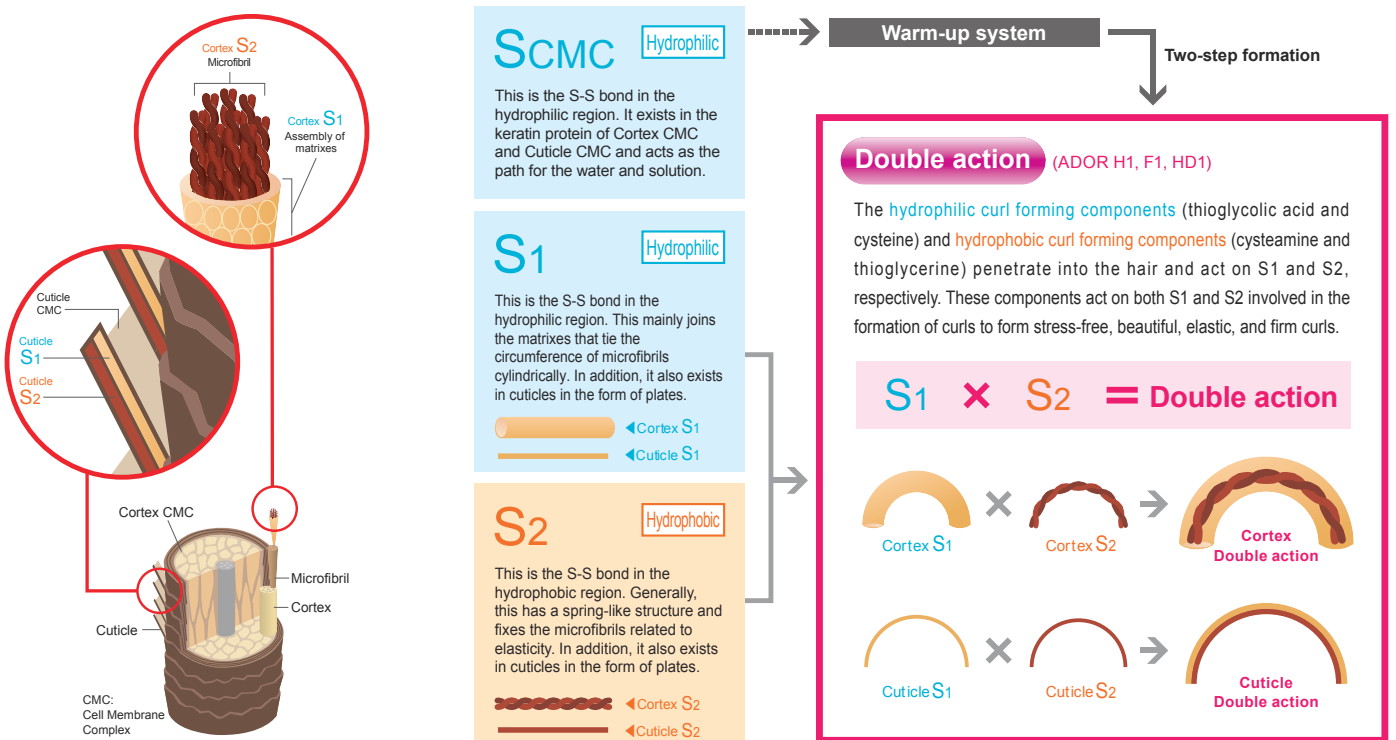 Cortex S2
Microfibril
Cortex S1
Assembly of
matrixes
Cuticle
CMC
Cuticle
S1
Cuticle
S2
Cortex CMC
Microfibril
Cortex
Cuticle
CMC:
Cell Membrane
Complex
SCMC
Hydrophilic
This is the S-S bond in the
hydrophilic region. It exists in the
keratin protein of Cortex CMC
and Cuticle CMC and acts as the
path for the water and solution.
S1
Hydrophilic
This is the S-S bond in the
hydrophilic region. This mainly joins
the matrixes that tie the
circumference of microfibrils
cylindrically. In addition, it also exists
in cuticles in the form of plates.
Cortex S1
Cuticle S1
S2
Hydrophobic
This is the S-S bond in the
hydrophobic region. Generally,
this has a spring-like structure and
fixes the microfibrils related to
elasticity. In addition, it also exists
in cuticles in the form of plates.
Cortex S2
Cuticle S2
Warm-up system
Two-step formation
Double action (ADOR H1, F1, HD1)
The hydrophilic curl forming components (thioglycolic acid and
cysteine) and hydrophobic curl forming components (cysteamine and
thioglycerine) penetrate into the hair and act on S1 and S2,
respectively. These components act on both S1 and S2 involved in the
formation of curls to form stress-free, beautiful, elastic, and firm curls.
S1 × S2 = Double action
Cortex S1
Cortex S2
Cortex
Double action
Cuticle S1
Cuticle S2
Cuticle
Double action